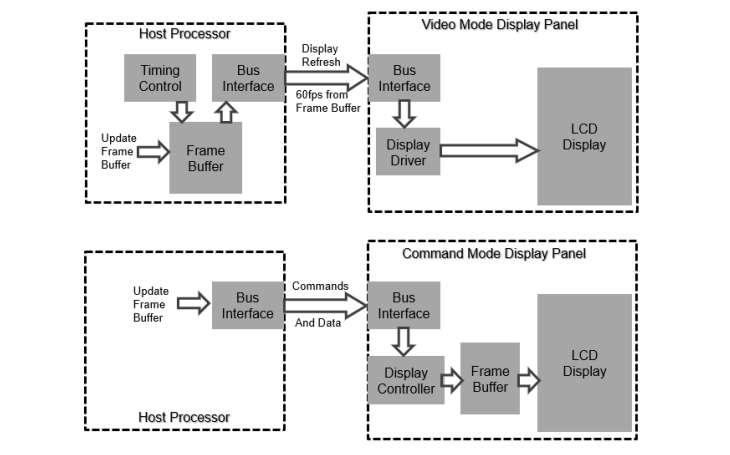 Host Processor
Timing
Control
Bus
Interface
Update
Frame
Buffer
Frame
Buffer
Display
Refresh
60fps from
Frame Buffer
Video Mode Display Panel
Bus
Interface
Display
Driver
LCD
Display
Update
Frame
Buffer
Bus
Interface
Host Processor
Commands
And Data
Command Mode Display Panel
Bus
Interface
Display
Controller
Frame
Buffer
LCD
Display